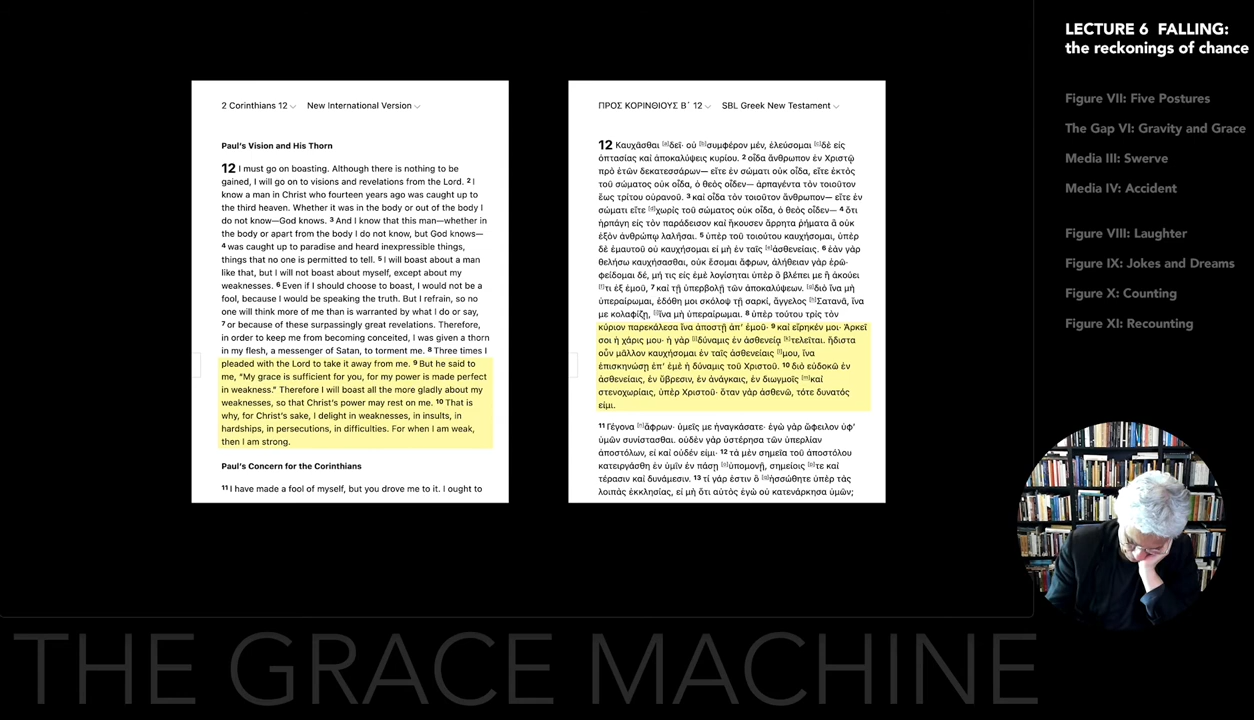 2 Corinthians 12 New International Version
Paul's Vision and His Thorn
12 I must go on boasting. Although there is nothing to be
gained, I will go on to visions and revelations from the Lord. 2 I
know a man in Christ who fourteen years ago was caught up to
the third heaven. Whether it was in the body or out of the body I
do not know—God knows. 3 And I know that this man—whether in
the body or apart from the body I do not know, but God knows—
4 was caught up to paradise and heard inexpressible things,
things that no one is permitted to tell. 5 I will boast about a man
like that, but I will not boast about myself, except about my
weaknesses. 6 Even if I should choose to boast, I would not be a
fool, because I would be speaking the truth. But I refrain, so no
one will think more of me than is warranted by what I do or say,
7 or because of these surpassingly great revelations. Therefore,
in order to keep me from becoming conceited, I was given a thorn
in my flesh, a messenger of Satan, to torment me. 8 Three times I
pleaded with the Lord to take it away from me. 9 But he said to
me, "My grace is sufficient for you, for my power is made perfect
in weakness." Therefore I will boast all the more gladly about my
weaknesses, so that Christ's power may rest on me. 10 That is
why, for Christ's sake, I delight in weaknesses, in insults, in
hardships, in persecutions, in difficulties. For when I am weak,
then I am strong.
Paul's Concern for the Corinthians
11 I have made a fool of myself, but you drove me to it. I ought to
ΠΡΟΣ ΚΟΡΙΝΘΙΟΥΣ Β΄ 12 SBL Greek New Testament
12 Καυχᾶσθαι [a]δεῖ· οὐ [b]συμφέρον μέν, ἐλεύσομαι [c]δὲ εἰς
ὀπτασίας καὶ ἀποκαλύψεις κυρίου. 2 οἶδα ἄνθρωπον ἐν Χριστῷ
πρὸ ἐτῶν δεκατεσσάρων— εἴτε ἐν σώματι οὐκ οἶδα, εἴτε ἐκτὸς
τοῦ σώματος οὐκ οἶδα, ὁ θεὸς οἶδεν— ἁρπαγέντα τὸν τοιοῦτον
ἕως τρίτου οὐρανοῦ. 3 καὶ οἶδα τὸν τοιοῦτον ἄνθρωπον— εἴτε ἐν
σώματι εἴτε [d]χωρὶς τοῦ σώματος οὐκ οἶδα, ὁ θεὸς οἶδεν— 4 ὅτι
ἡρπάγη εἰς τὸν παράδεισον καὶ ἤκουσεν ἄρρητα ῥήματα ἃ οὐκ
ἐξὸν ἀνθρώπῳ λαλῆσαι. 5 ὑπὲρ τοῦ τοιούτου καυχήσομαι, ὑπὲρ
δὲ ἐμαυτοῦ οὐ καυχήσομαι εἰ μὴ ἐν ταῖς [e]ἀσθενείαις. 6 ἐὰν γὰρ
θελήσω καυχήσασθαι, οὐκ ἔσομαι ἄφρων, ἀλήθειαν γὰρ ἐρῶ·
φείδομαι δέ, μή τις εἰς ἐμὲ λογίσηται ὑπὲρ ὃ βλέπει με ἢ ἀκούει
[f]τι ἐξ ἐμοῦ, 7 καὶ τῇ ὑπερβολῇ τῶν ἀποκαλύψεων. [g]διὸ ἵνα μὴ
ὑπεραίρωμαι, ἐδόθη μοι σκόλοψ τῇ σαρκί, ἄγγελος [h]Σατανᾶ, ἵνα
με κολαφίζῃ, [i]ἵνα μὴ ὑπεραίρωμαι. 8 ὑπὲρ τούτου τρὶς τὸν
κύριον παρεκάλεσα ἵνα ἀποστῇ ἀπ' ἐμοῦ· 9 καὶ εἴρηκέν μοι· Ἀρκεῖ
σοι ἡ χάρις μου· ἡ γὰρ [j]δύναμις ἐν ἀσθενείᾳ [k]τελεῖται. ἥδιστα
οὖν μᾶλλον καυχήσομαι ἐν ταῖς ἀσθενείαις [l]μου, ἵνα
ἐπισκηνώσῃ ἐπ' ἐμὲ ἡ δύναμις τοῦ Χριστοῦ. 10 διὸ εὐδοκῶ ἐν
ἀσθενείαις, ἐν ὕβρεσιν, ἐν ἀνάγκαις, ἐν διωγμοῖς [m]καὶ
στενοχωρίαις, ὑπὲρ Χριστοῦ· ὅταν γὰρ ἀσθενῶ, τότε δυνατός
εἰμι.
11 Γέγονα [n]ἄφρων· ὑμεῖς με ἠναγκάσατε· ἐγὼ γὰρ ὤφειλον ὑφ'
ὑμῶν συνίστασθαι. οὐδὲν γὰρ ὑστέρησα τῶν ὑπερλίαν
ἀποστόλων, εἰ καὶ οὐδέν εἰμι· 12 τὰ μὲν σημεῖα τοῦ ἀποστόλου
κατειργάσθη ἐν ὑμῖν ἐν πάσῃ [o]ὑπομονῇ, σημείοις [p]τε καὶ
τέρασιν καὶ δυνάμεσιν. 13 τί γάρ ἐστιν ὃ [q]ἡσσώθητε ὑπὲρ τὰς
λοιπὰς ἐκκλησίας, εἰ μὴ ὅτι αὐτὸς ἐγὼ οὐ κατενάρκησα ὑμῶν;
LECTURE 6 FALLING:
the reckonings of chance
Figure VII: Five Postures
The Gap VI: Gravity and Grace
Media III: Swerve
Media IV: Accident
Figure VIII: Laughter
Figure IX: Jokes and Dreams
Figure X: Counting
Figure XI: Recounting
THE GRACE MACHINE